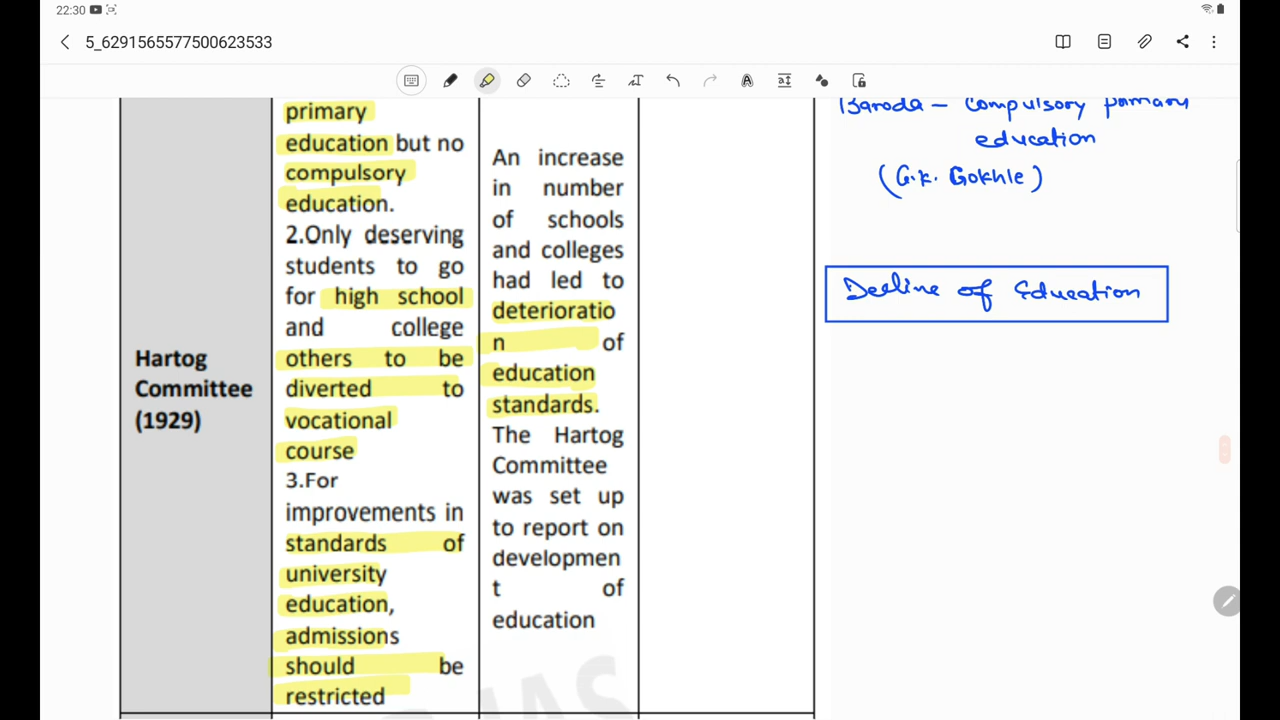 22:30
5_6291565577500623533
primary
education but no
compulsory
education.
2.Only deserving
students to go
for high school
and college
others to be
diverted to
vocational
course
3.For
improvements in
standards of
university
education,
admissions
should be
restricted
Hartog
Committee
(1929)
An increase
in number
of schools
and colleges
had led to
deterioratio
n of
education
standards.
The Hartog
Committee
was set up
to report on
developmen
t of
education
IAS
Baroda – Compulsory primary
education
(G.K. Gokhle)
Decline of Education